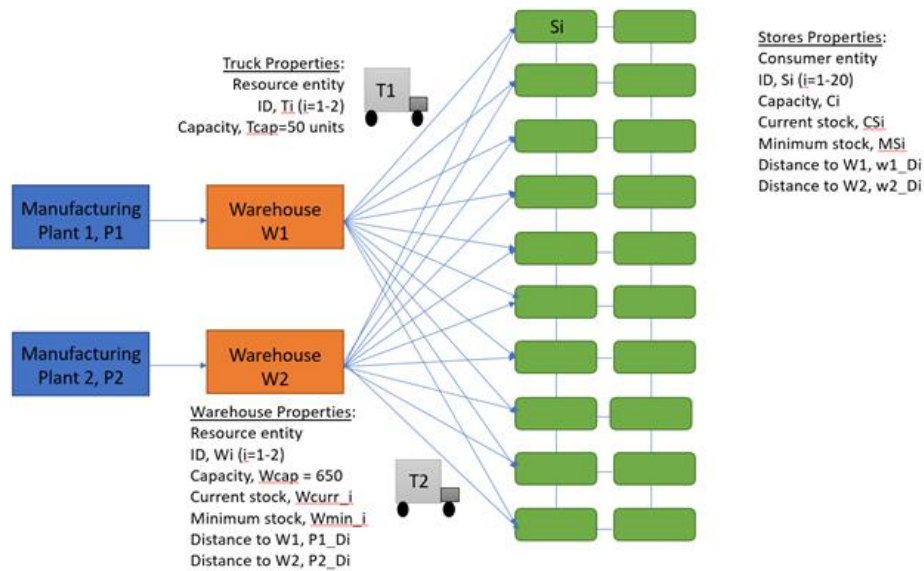 Si
Truck Properties:
Resource entity
ID, Ti (i=1-2)
Capacity, Tcap=50 units
T1
Stores Properties:
Consumer entity
ID, Si (i=1-20)
Capacity, Ci
Current stock, CSi
Minimum stock, MSi
Distance to W1, w1_Di
Distance to W2, w2_Di
Manufacturing
Plant 1, P1
Warehouse
W1
Manufacturing
Plant 2, P2
Warehouse
W2
Warehouse Properties:
Resource entity
ID, Wi (i=1-2)
Capacity, Wcap = 650
Current stock, Wcurr_i
Minimum stock, Wmin_i
Distance to W1, P1_Di
Distance to W2, P2_Di
T2